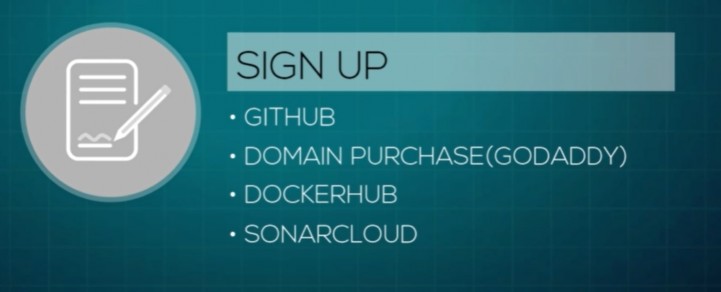 SIGN UP
• GITHUB
• DOMAIN PURCHASE(GODADDY)
• DOCKERHUB
• SONARCLOUD